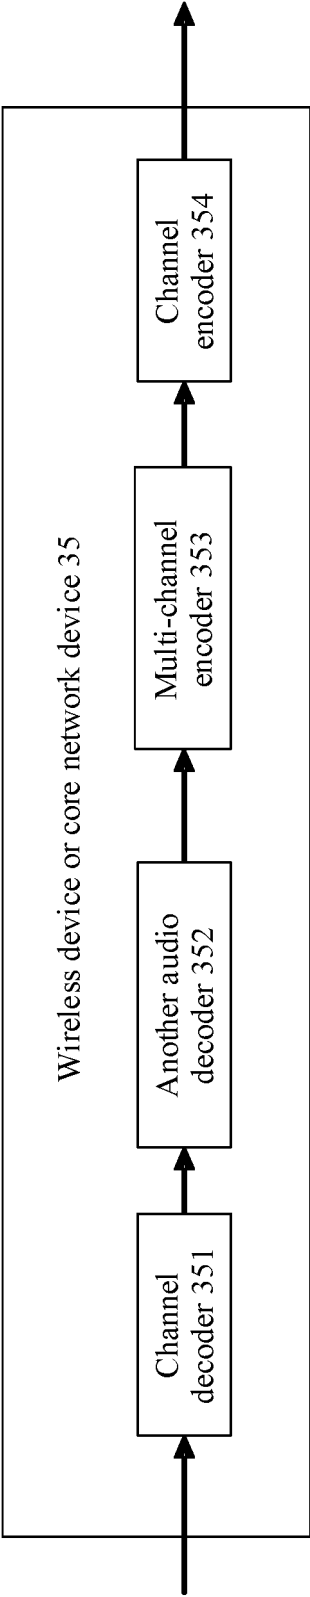 Wireless device or core network device 35
Channel
decoder 351
Another audio
decoder 352
Multi-channel
encoder 353
Channel
encoder 354